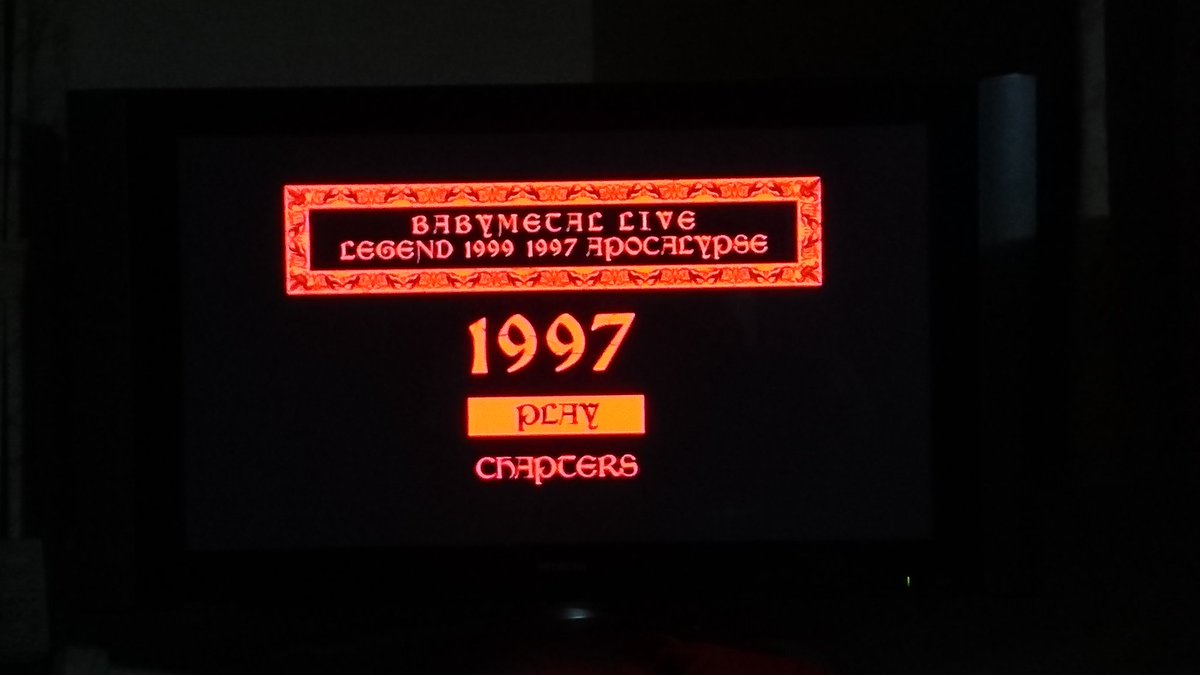 BABYMETAL LIVE
LEGEND 1999 1997 APOCALYPSE
1997
PLAY
CHAPTERS